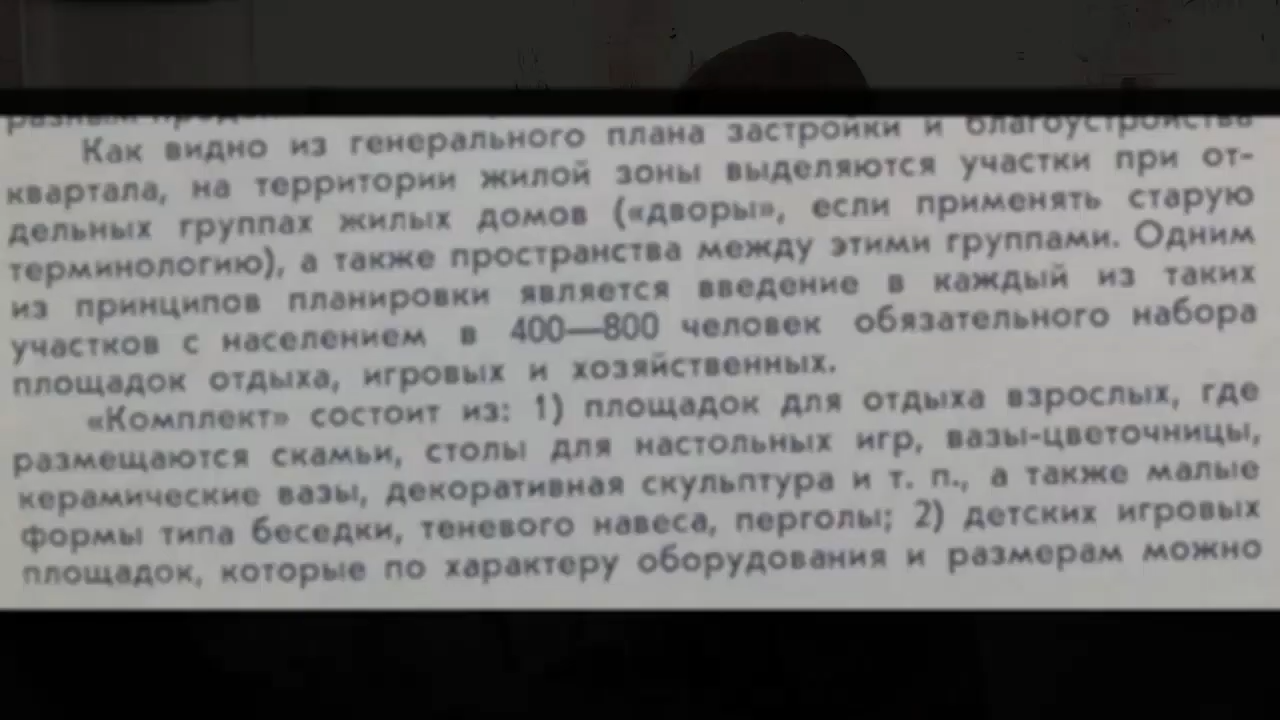 Как видно из генерального плана застройки и благоустройства
квартала, на территории жилой зоны выделяются участки при от-
дельных группах жилых домов («дворы», если применять старую
терминологию), а также пространства между этими группами. Одним
из принципов планировки является введение в каждый из таких
участков с населением в 400—800 человек обязательного набора
площадок отдыха, игровых и хозяйственных.
«Комплект» состоит из: 1) площадок для отдыха взрослых, где
размещаются скамьи, столы для настольных игр, вазы-цветочницы,
керамические вазы, декоративная скульптура и т. п., а также малые
формы типа беседки, теневого навеса, перголы; 2) детских игровых
площадок, которые по характеру оборудования и размерам можно